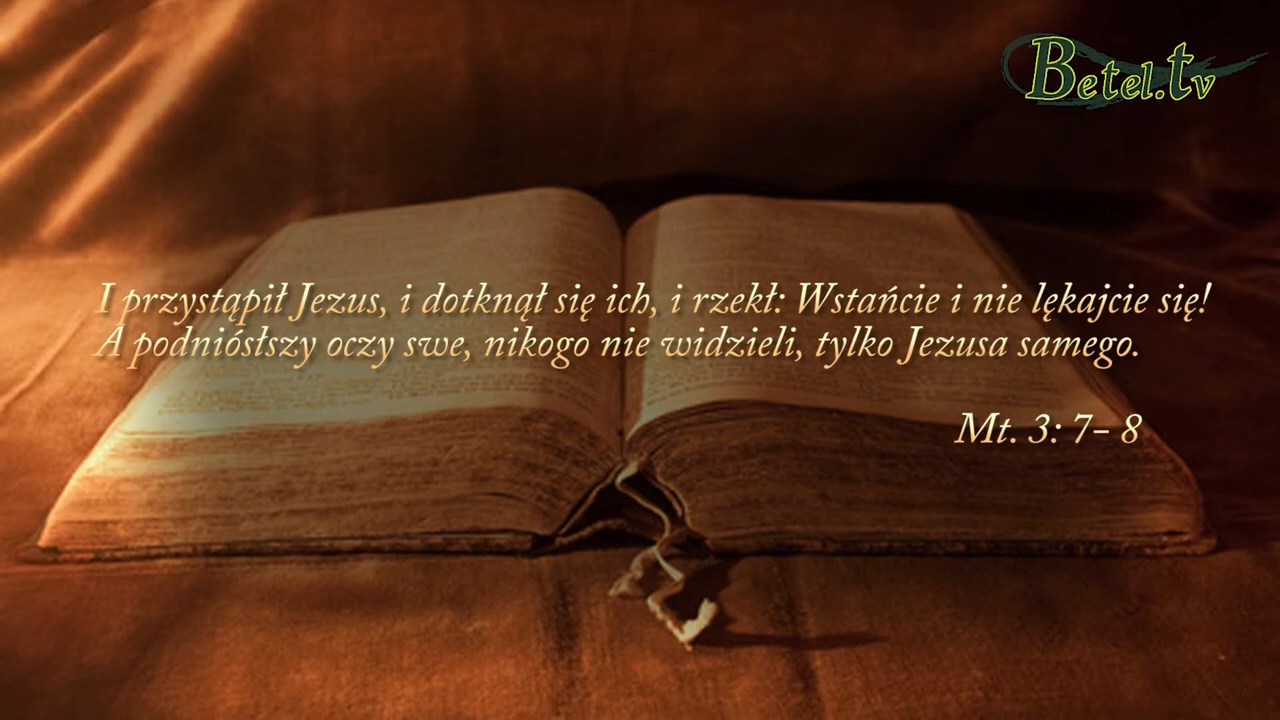 Betel.tv
I przystąpił Jezus, i dotknął się ich, i rzekł: Wstańcie i nie lękajcie się!
A podniósłszy oczy swe, nikogo nie widzieli, tylko Jezusa samego.
Mt. 3: 7- 8